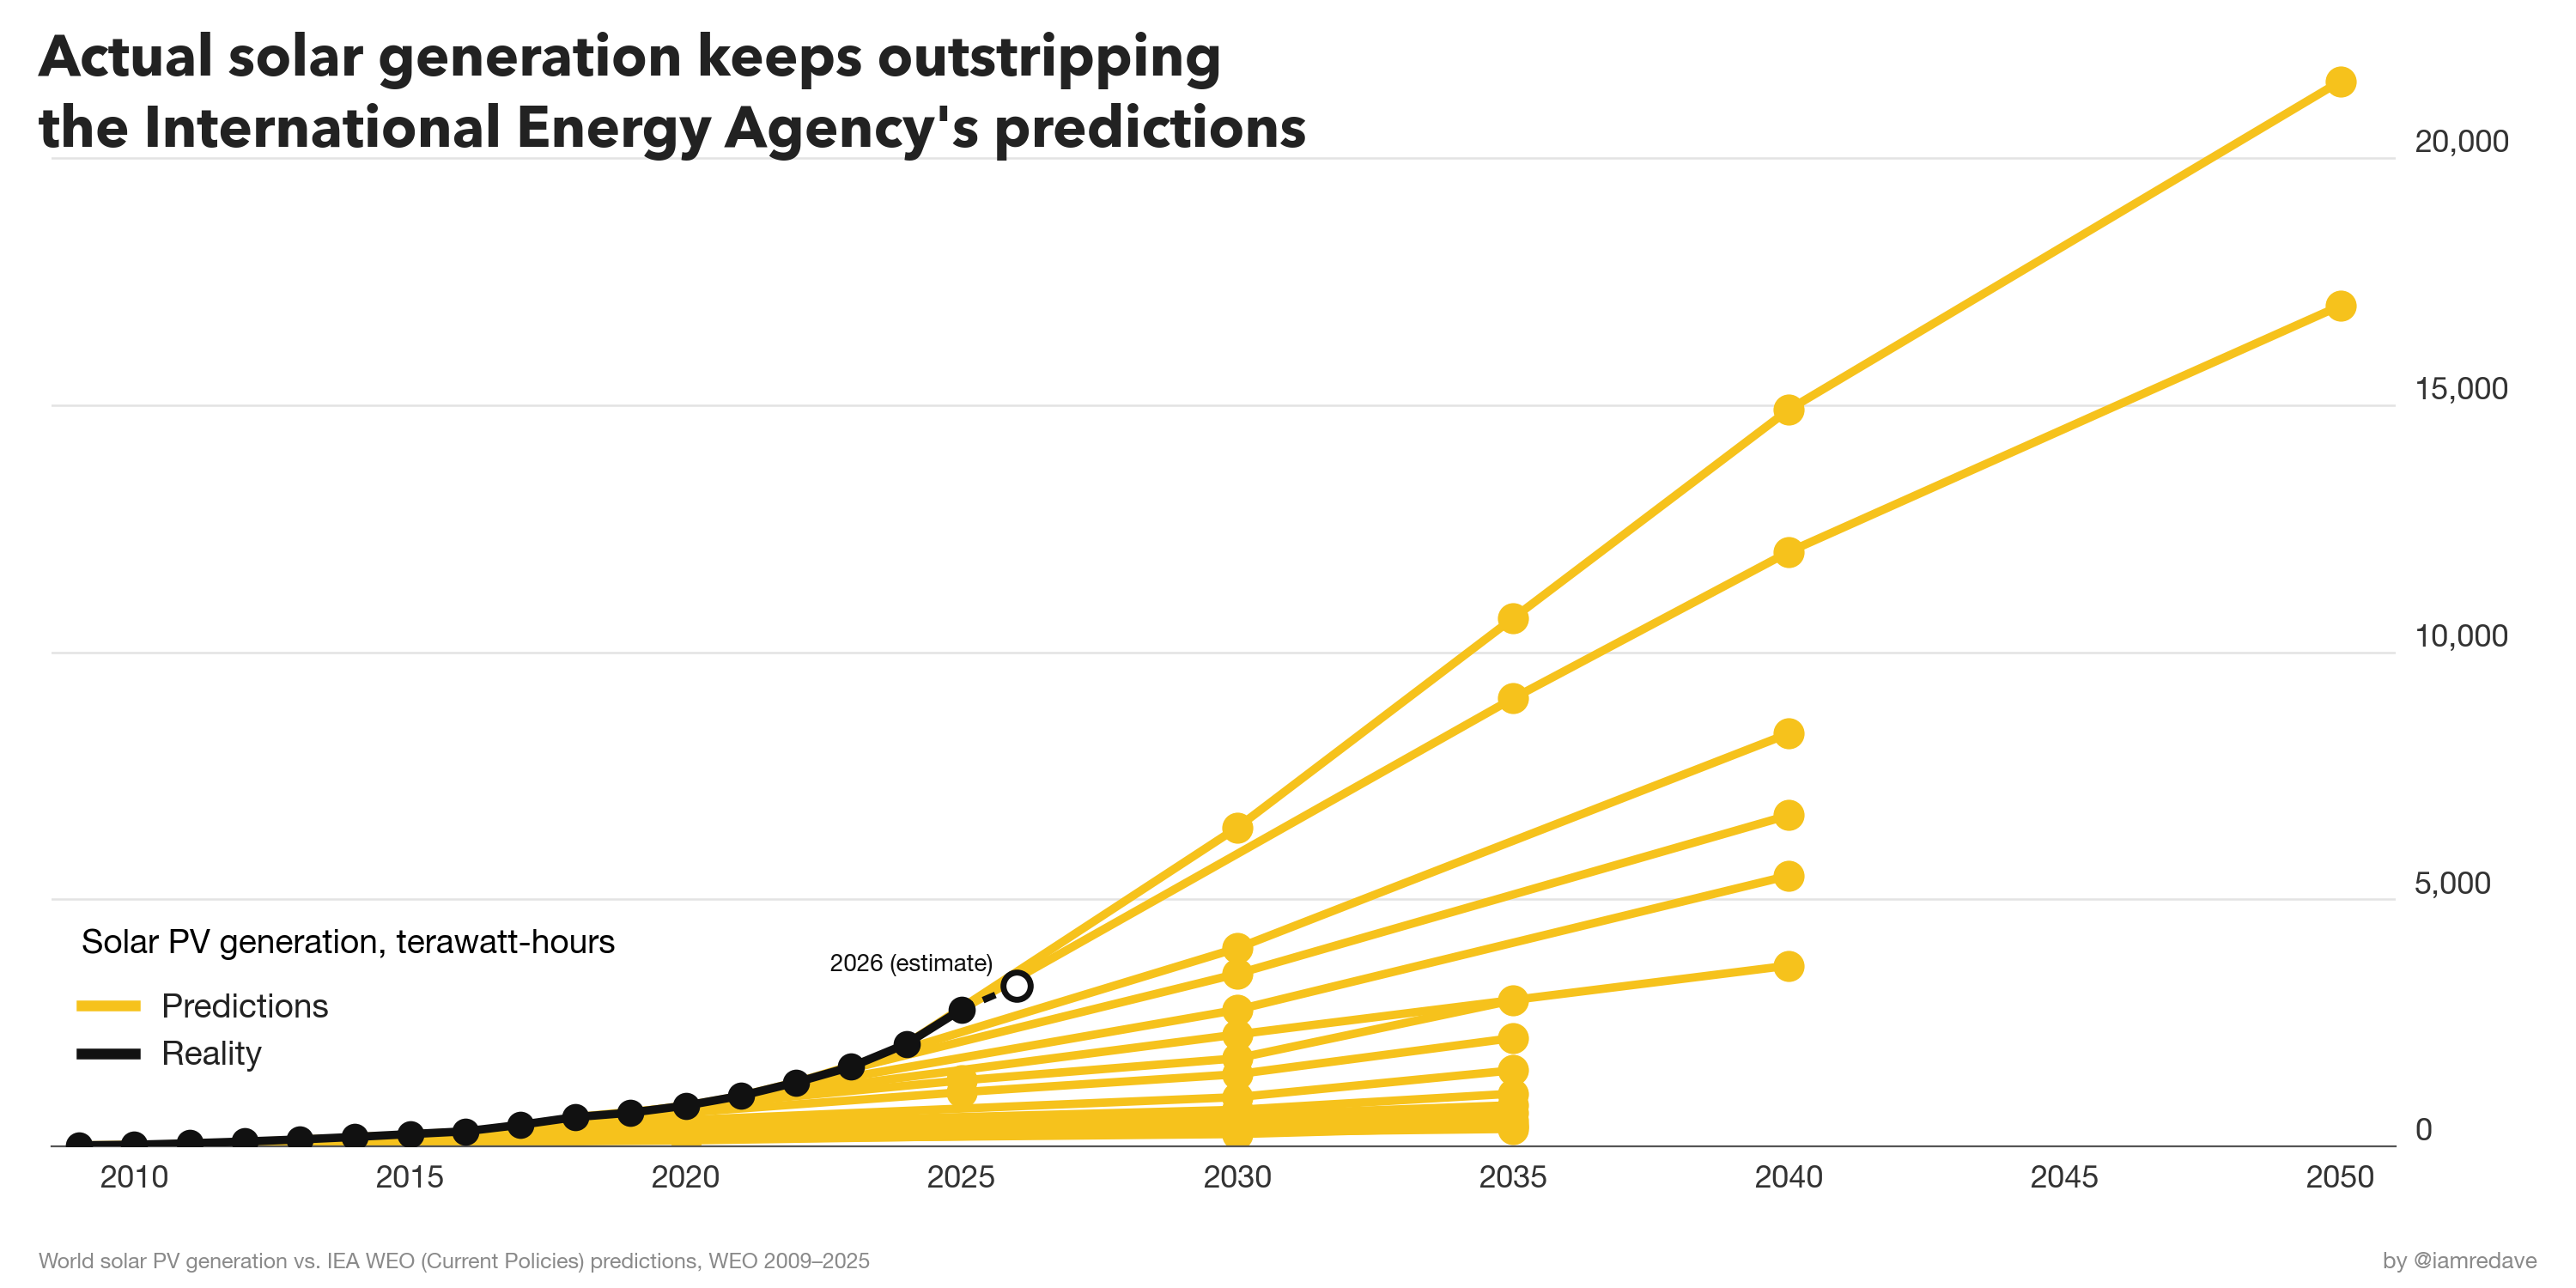 Actual solar generation keeps outstripping
the International Energy Agency's predictions
20,000
15,000
10,000
5,000
0
Solar PV generation, terawatt-hours
Predictions
Reality
2026 (estimate)
2010 2015 2020 2025 2030 2035 2040 2045 2050
World solar PV generation vs. IEA WEO (Current Policies) predictions, WEO 2009–2025
by @iamredave